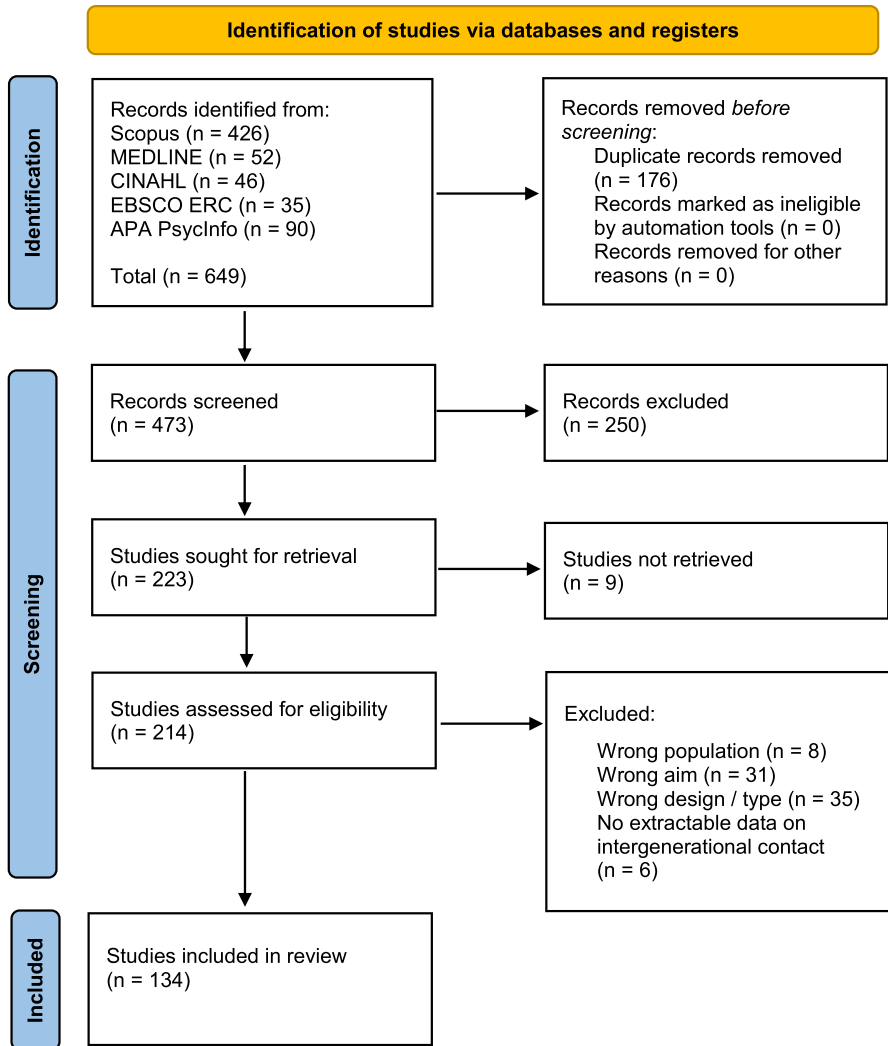 Identification of studies via databases and registers
Identification
Records identified from:
Scopus (n = 426)
MEDLINE (n = 52)
CINAHL (n = 46)
EBSCO ERC (n = 35)
APA PsycInfo (n = 90)
Total (n = 649)
Records removed before
screening:
Duplicate records removed
(n = 176)
Records marked as ineligible
by automation tools (n = 0)
Records removed for other
reasons (n = 0)
Screening
Records screened
(n = 473)
Records excluded
(n = 250)
Studies sought for retrieval
(n = 223)
Studies not retrieved
(n = 9)
Studies assessed for eligibility
(n = 214)
Excluded:
Wrong population (n = 8)
Wrong aim (n = 31)
Wrong design / type (n = 35)
No extractable data on
intergenerational contact
(n = 6)
Included
Studies included in review
(n = 134)